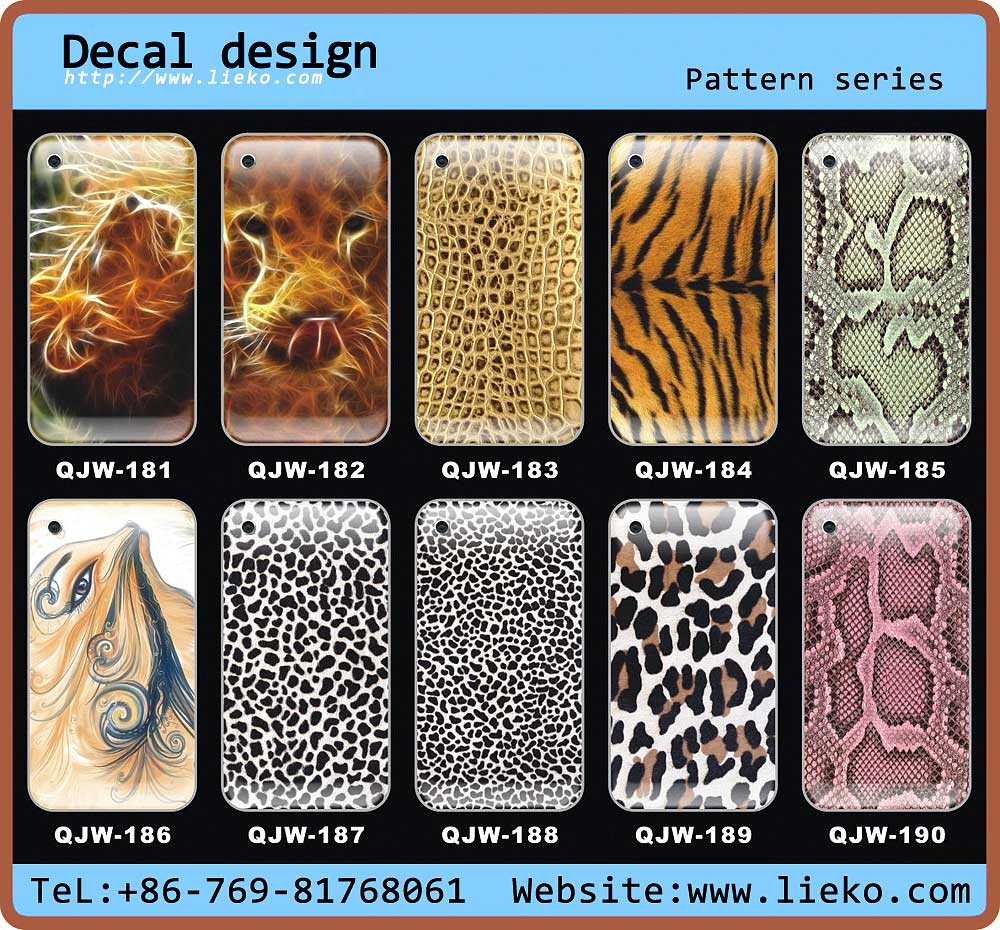 Decal design
http://www.lieko.com
Pattern series
QJW-181 QJW-182 QJW-183 QJW-184 QJW-185
QJW-186 QJW-187 QJW-188 QJW-189 QJW-190
TeL:+86-769-81768061 Website:www.lieko.com